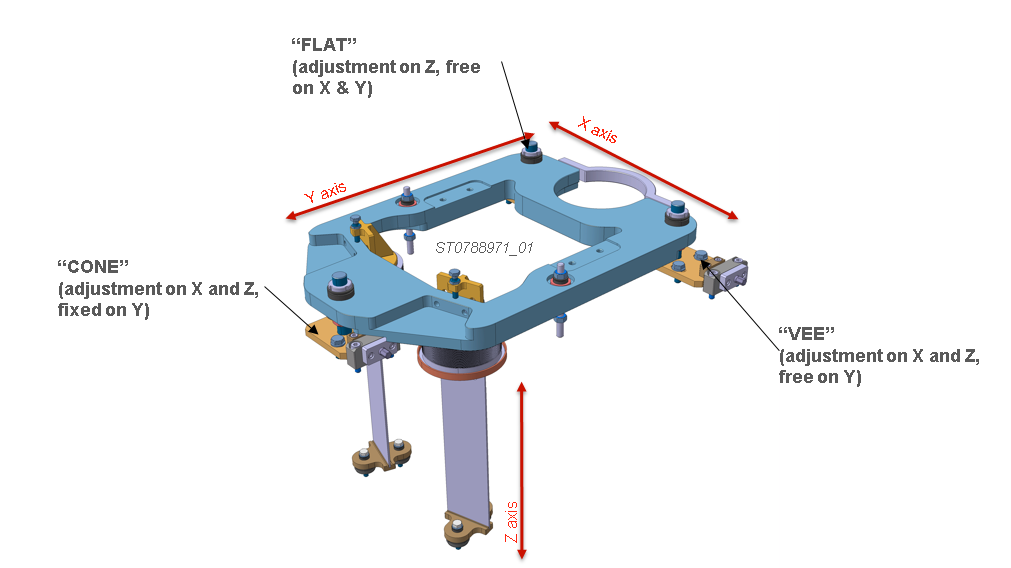 “FLAT”
(adjustment on Z, free
on X & Y)
X axis
Y axis
ST0788971_01
“CONE”
(adjustment on X and Z,
fixed on Y)
“VEE”
(adjustment on X and Z,
free on Y)
Z axis